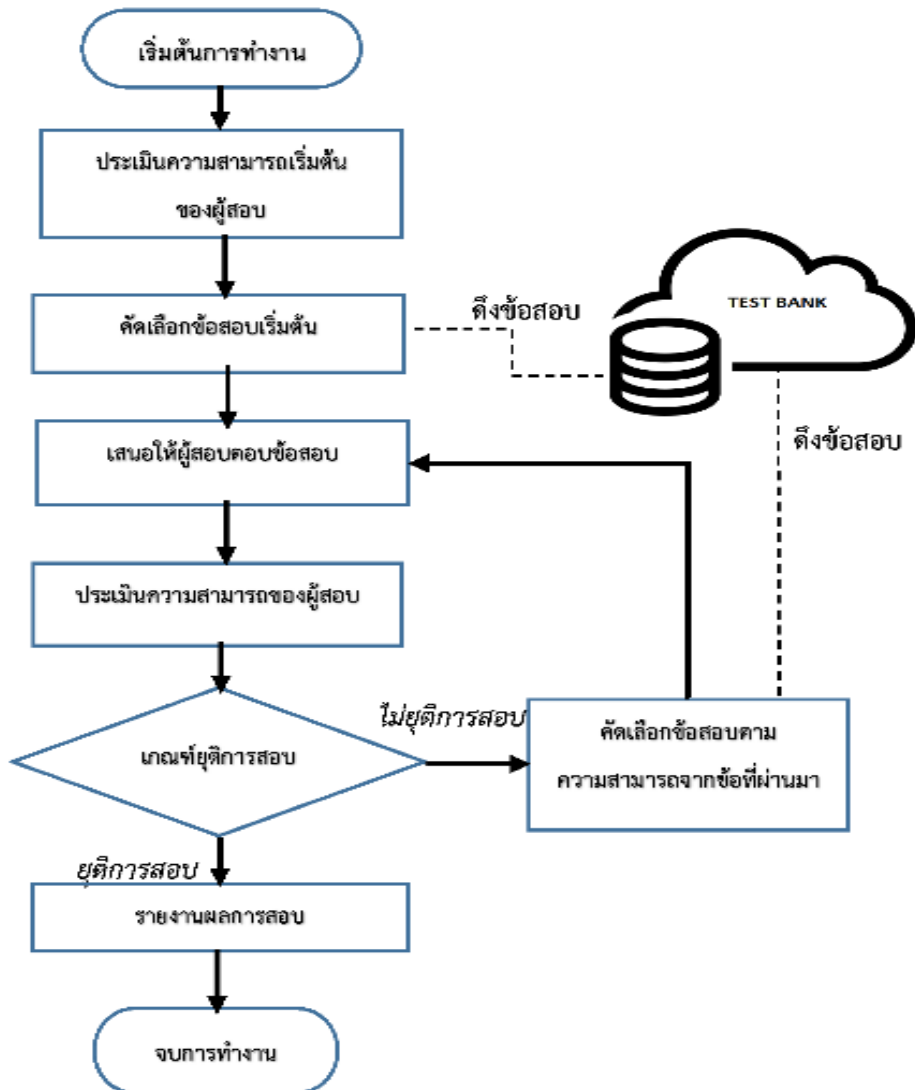 เริ่มต้นการทำงาน
ประเมินความสามารถเริ่มต้น
ของผู้สอบ
คัดเลือกข้อสอบเริ่มต้น
ดึงข้อสอบ
TEST BANK
เสนอให้ผู้สอบตอบข้อสอบ
ดึงข้อสอบ
ประเมินความสามารถของผู้สอบ
เกณฑ์ยุติการสอบ
ไม่ยุติการสอบ
คัดเลือกข้อสอบตาม
ความสามารถจากข้อที่ผ่านมา
ยุติการสอบ
รายงานผลการสอบ
จบการทำงาน